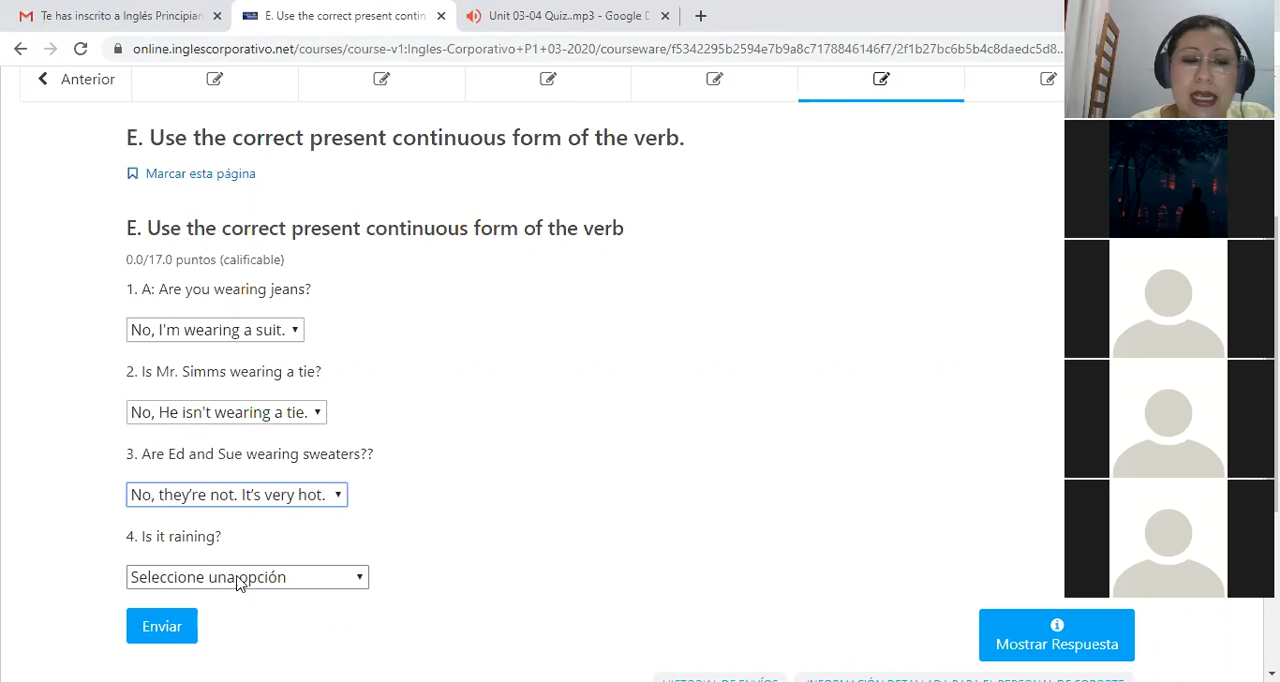 Te has inscrito a Inglés Principian
E. Use the correct present contin
Unit 03-04 Quiz..mp3 - Google D
online.inglescorporativo.net/courses/course-v1:Ingles-Corporativo+P1+03-2020/courseware/f5342295b2594e7b9a8c7178846146f7/2f1b27bc6b5b4c8daedc5d8...
Anterior
E. Use the correct present continuous form of the verb.
Marcar esta página
E. Use the correct present continuous form of the verb
0.0/17.0 puntos (calificable)
1. A: Are you wearing jeans?
No, I'm wearing a suit.
2. Is Mr. Simms wearing a tie?
No, He isn't wearing a tie.
3. Are Ed and Sue wearing sweaters??
No, they’re not. It’s very hot.
4. Is it raining?
Seleccione una opción
Enviar
Mostrar Respuesta